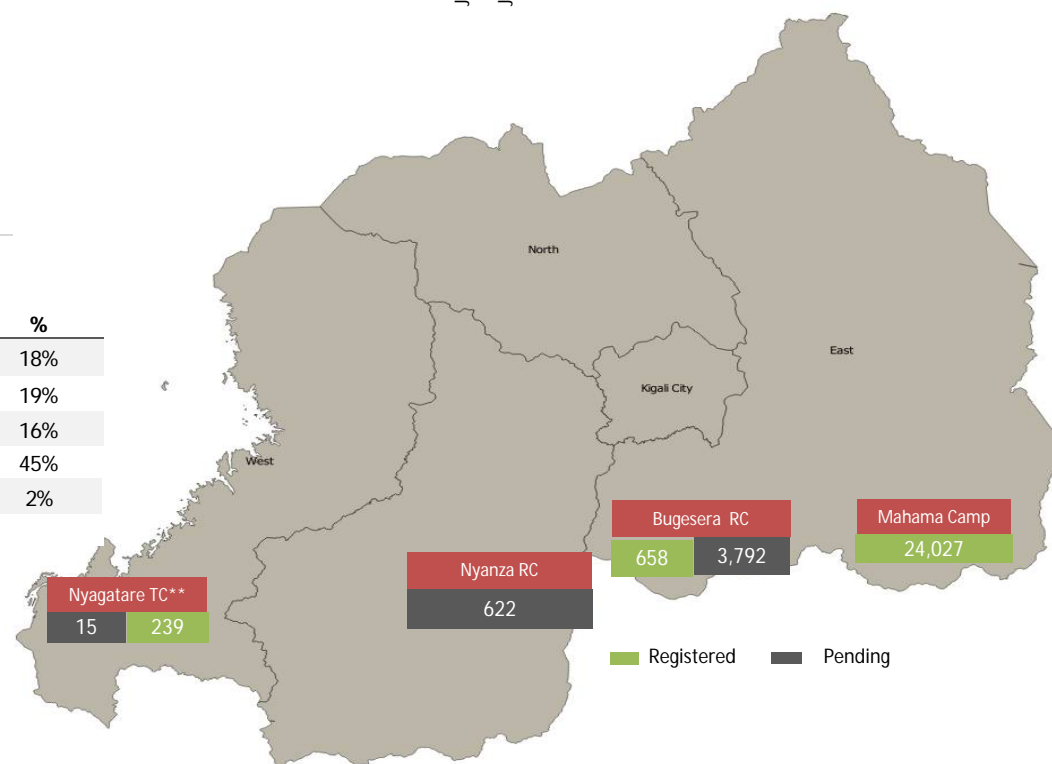 North
%
18%
East
19%
Kigali City
16%
45%
West
2%
Bugesera RC
Mahama Camp
658 3,792
24,027
Nyanza RC
622
Nyagatare TC**
15 239
Registered Pending